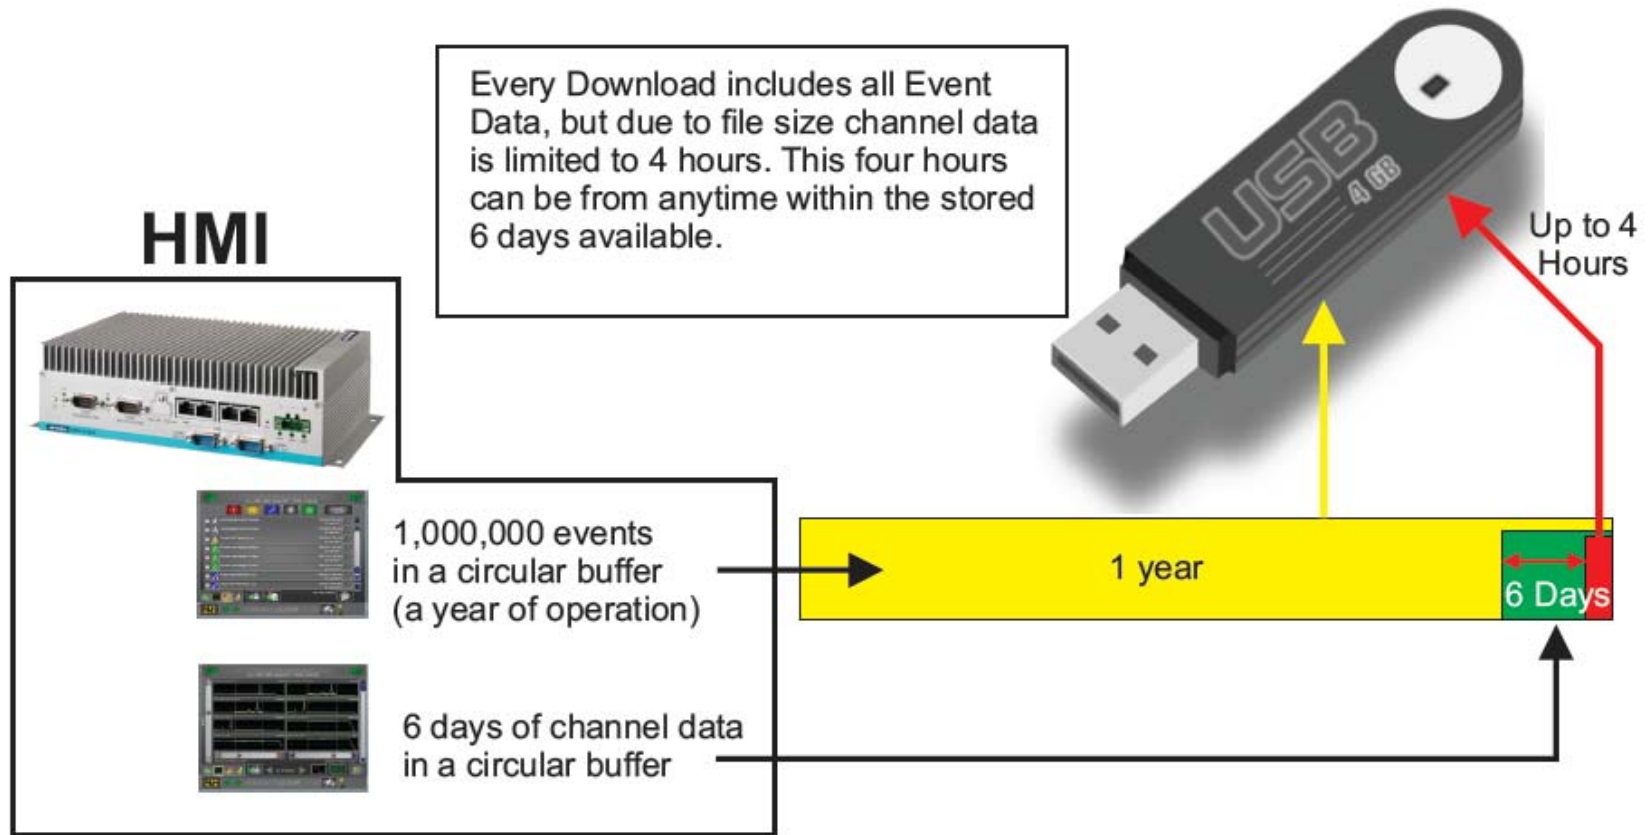 Every Download includes all Event
Data, but due to file size channel data
is limited to 4 hours. This four hours
can be from anytime within the stored
6 days available.
USB
4 GB
Up to 4
Hours
HMI
1,000,000 events
in a circular buffer
(a year of operation)
1 year
6 Days
6 days of channel data
in a circular buffer